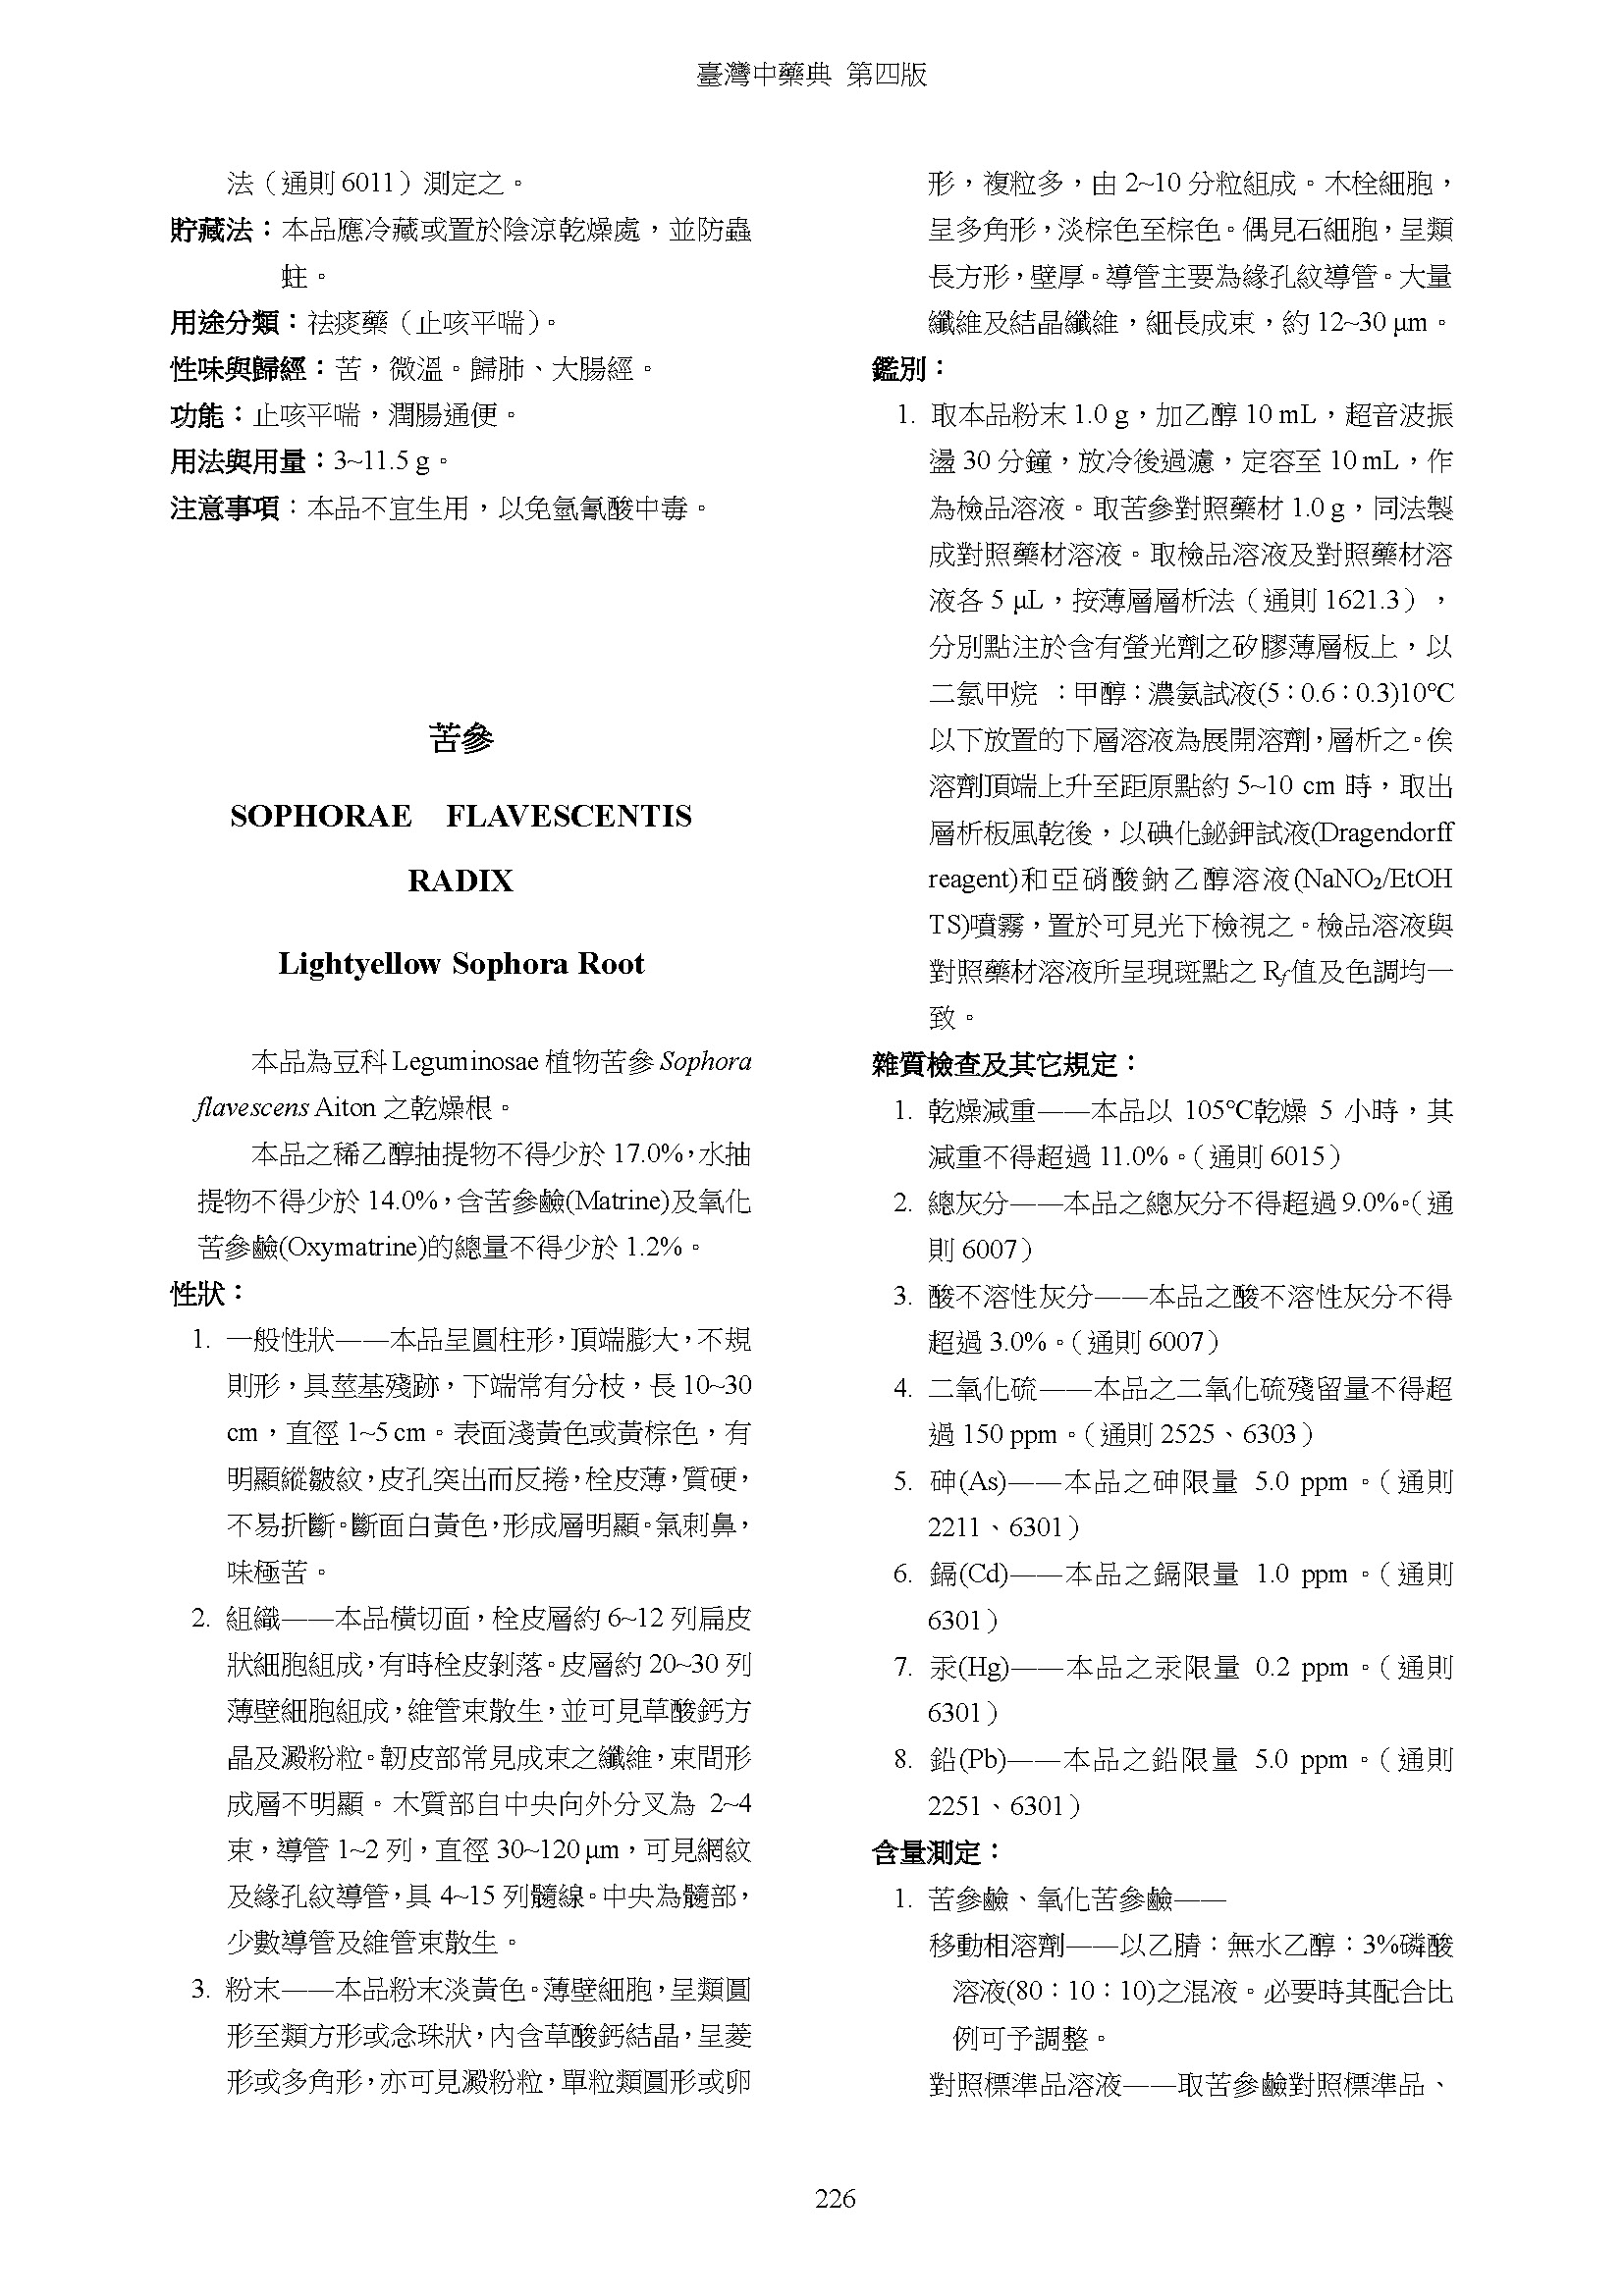 臺灣中藥典 第四版
法（通則 6011）測定之。
貯藏法：本品應冷藏或置於陰涼乾燥處，並防蟲
蛀。
用途分類：祛痰藥（止咳平喘）。
性味與歸經：苦，微溫。歸肺、大腸經。
功能：止咳平喘，潤腸通便。
用法與用量：3~11.5 g。
注意事項：本品不宜生用，以免氫氰酸中毒。
苦參
SOPHORAE FLAVESCENTIS
RADIX
Lightyellow Sophora Root
本品為豆科 Leguminosae 植物苦參 Sophora
flavescens Aiton 之乾燥根。
本品之稀乙醇抽提物不得少於 17.0%，水抽
提物不得少於 14.0%，含苦參鹼(Matrine)及氧化
苦參鹼(Oxymatrine)的總量不得少於 1.2%。
性狀：
1. 一般性狀——本品呈圓柱形，頂端膨大，不規
則形，具莖基殘跡，下端常有分枝，長 10~30
cm，直徑 1~5 cm。表面淺黃色或黃棕色，有
明顯縱皺紋，皮孔突出而反捲，栓皮薄，質硬，
不易折斷。斷面白黃色，形成層明顯。氣刺鼻，
味極苦。
2. 組織——本品橫切面，栓皮層約 6~12 列扁皮
狀細胞組成，有時栓皮剝落。皮層約 20~30 列
薄壁細胞組成，維管束散生，並可見草酸鈣方
晶及澱粉粒。韌皮部常見成束之纖維，束間形
成層不明顯。木質部自中央向外分叉為 2~4
束，導管 1~2 列，直徑 30~120 μm，可見網紋
及緣孔紋導管，具 4~15 列髓線。中央為髓部，
少數導管及維管束散生。
3. 粉末——本品粉末淡黃色。薄壁細胞，呈類圓
形至類方形或念珠狀，內含草酸鈣結晶，呈菱
形或多角形，亦可見澱粉粒，單粒類圓形或卵
形，複粒多，由 2~10 分粒組成。木栓細胞，
呈多角形，淡棕色至棕色。偶見石細胞，呈類
長方形，壁厚。導管主要為緣孔紋導管。大量
纖維及結晶纖維，細長成束，約 12~30 μm。
鑑別：
1. 取本品粉末 1.0 g，加乙醇 10 mL，超音波振
盪 30 分鐘，放冷後過濾，定容至 10 mL，作
為檢品溶液。取苦參對照藥材 1.0 g，同法製
成對照藥材溶液。取檢品溶液及對照藥材溶
液各 5 μL，按薄層層析法（通則 1621.3），
分別點注於含有螢光劑之矽膠薄層板上，以
二氯甲烷 ：甲醇：濃氨試液(5：0.6：0.3)10℃
以下放置的下層溶液為展開溶劑，層析之。俟
溶劑頂端上升至距原點約 5~10 cm 時，取出
層析板風乾後，以碘化鉍鉀試液(Dragendorff
reagent)和亞硝酸鈉乙醇溶液(NaNO₂/EtOH
TS)噴霧，置於可見光下檢視之。檢品溶液與
對照藥材溶液所呈現斑點之 Rf值及色調均一
致。
雜質檢查及其它規定：
1. 乾燥減重——本品以 105℃乾燥 5 小時，其
減重不得超過 11.0%。（通則 6015）
2. 總灰分——本品之總灰分不得超過 9.0%。（通
則 6007）
3. 酸不溶性灰分——本品之酸不溶性灰分不得
超過 3.0%。（通則 6007）
4. 二氧化硫——本品之二氧化硫殘留量不得超
過 150 ppm。（通則 2525、6303）
5. 砷(As)——本品之砷限量 5.0 ppm。（通則
2211、6301）
6. 鎘(Cd)——本品之鎘限量 1.0 ppm。（通則
6301）
7. 汞(Hg)——本品之汞限量 0.2 ppm。（通則
6301）
8. 鉛(Pb)——本品之鉛限量 5.0 ppm。（通則
2251、6301）
含量測定：
1. 苦參鹼、氧化苦參鹼——
移動相溶劑——以乙腈：無水乙醇：3%磷酸
溶液(80：10：10)之混液。必要時其配合比
例可予調整。
對照標準品溶液——取苦參鹼對照標準品、
226